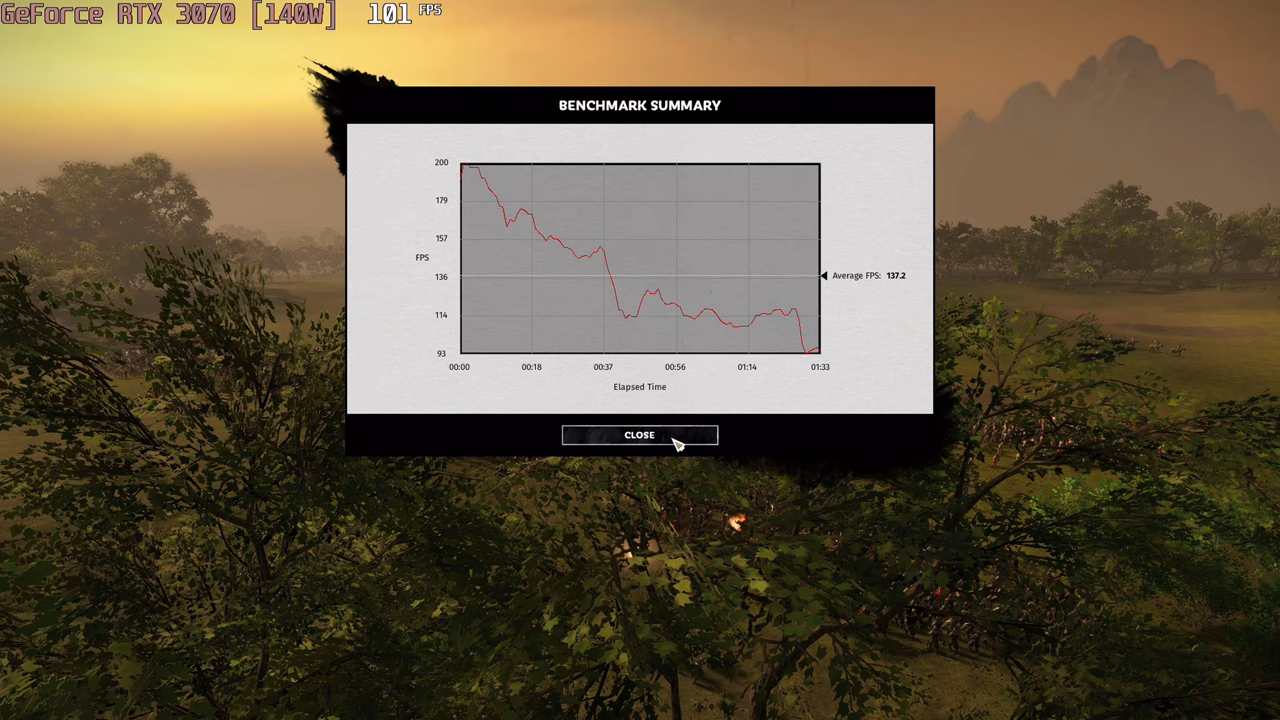 GeForce RTX 3070 [140W] 101 FPS
BENCHMARK SUMMARY
200
179
157
FPS
136
Average FPS: 137.2
114
93
00:00 00:18 00:37 00:56 01:14 01:33
Elapsed Time
CLOSE